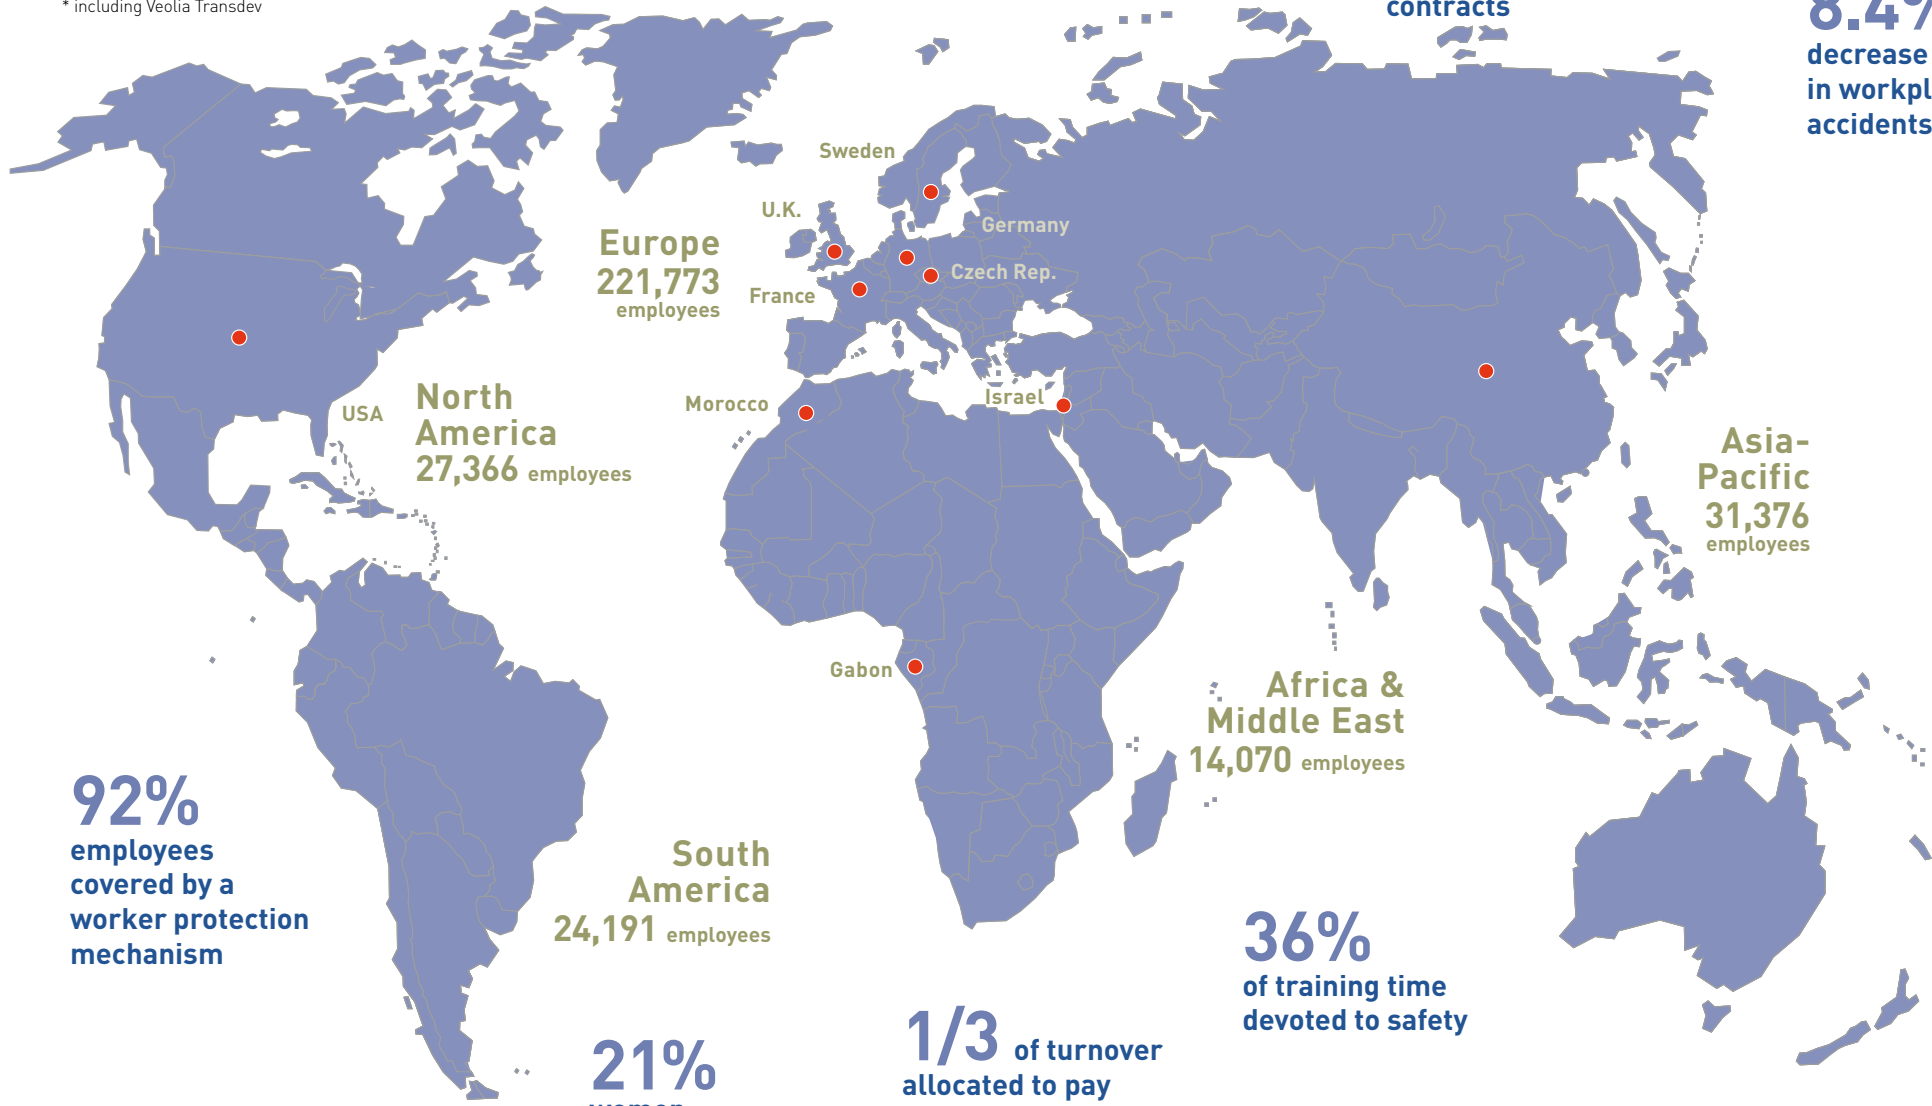 * including Veolia Transdev
contracts
8.4%
decrease
in workpl
accidents
Sweden
U.K.
Germany
Europe
221,773
employees
Czech Rep.
France
North
America
27,366 employees
USA
Morocco
Israel
Asia-
Pacific
31,376
employees
Gabon
Africa &
Middle East
14,070 employees
92%
employees
covered by a
worker protection
mechanism
South
America
24,191 employees
36%
of training time
devoted to safety
1/3 of turnover
allocated to pay
21%
women